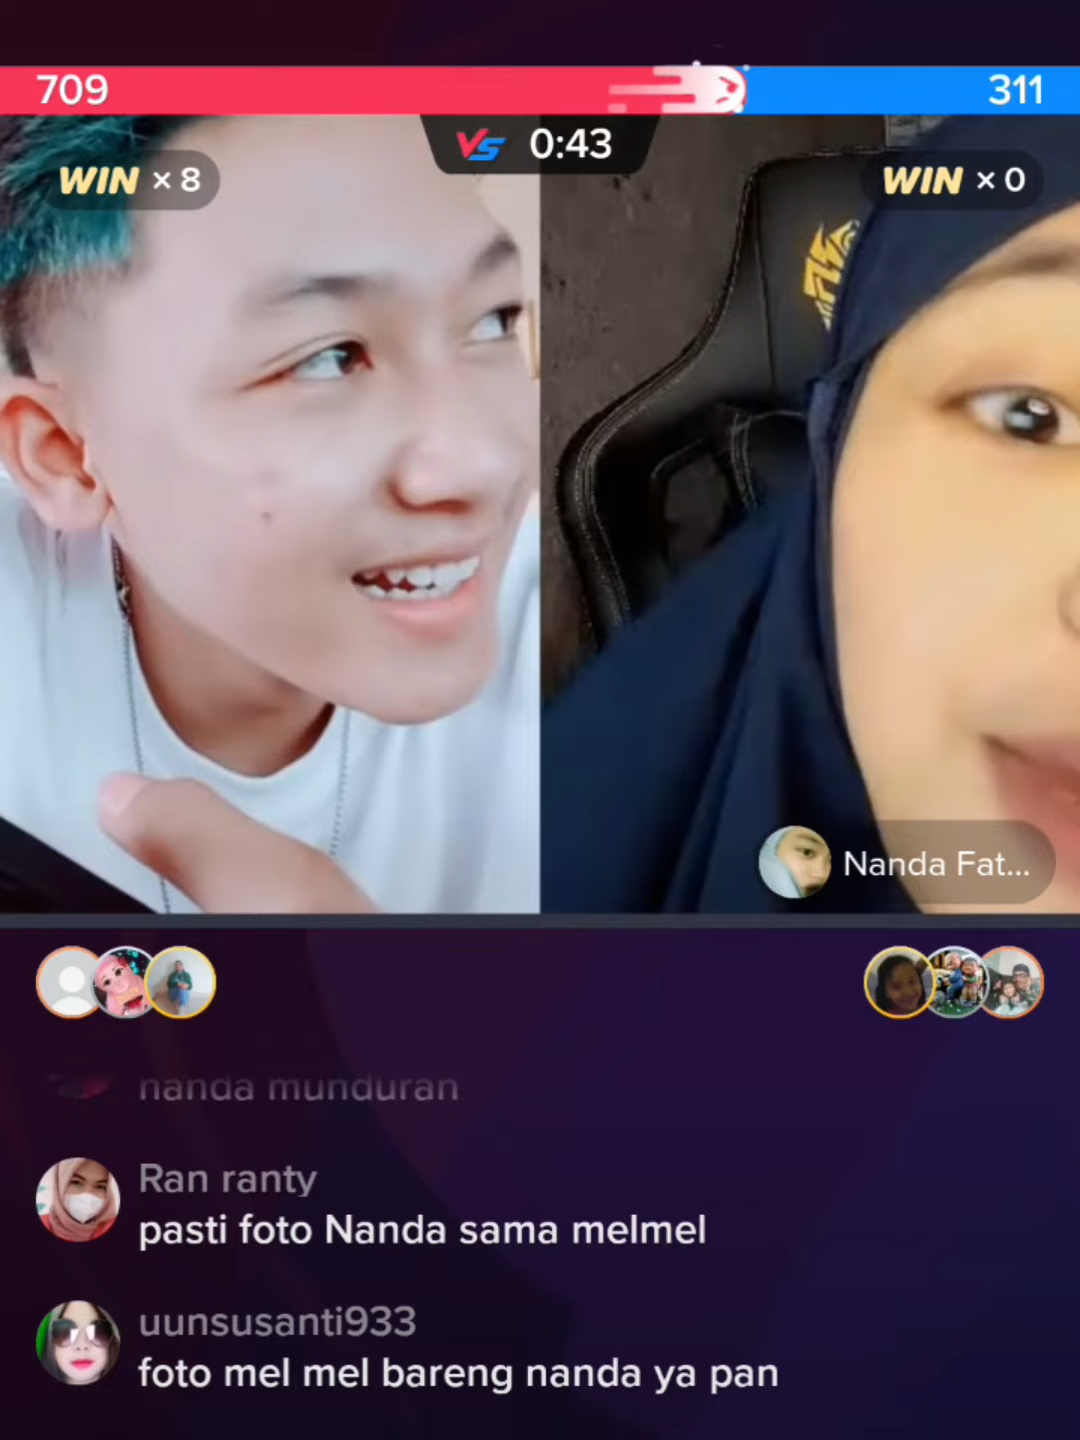 709
311
VS 0:43
WIN × 8
WIN × 0
Nanda Fat...
nanda munduran
Ran ranty
pasti foto Nanda sama melmel
uunsusanti933
foto mel mel bareng nanda ya pan